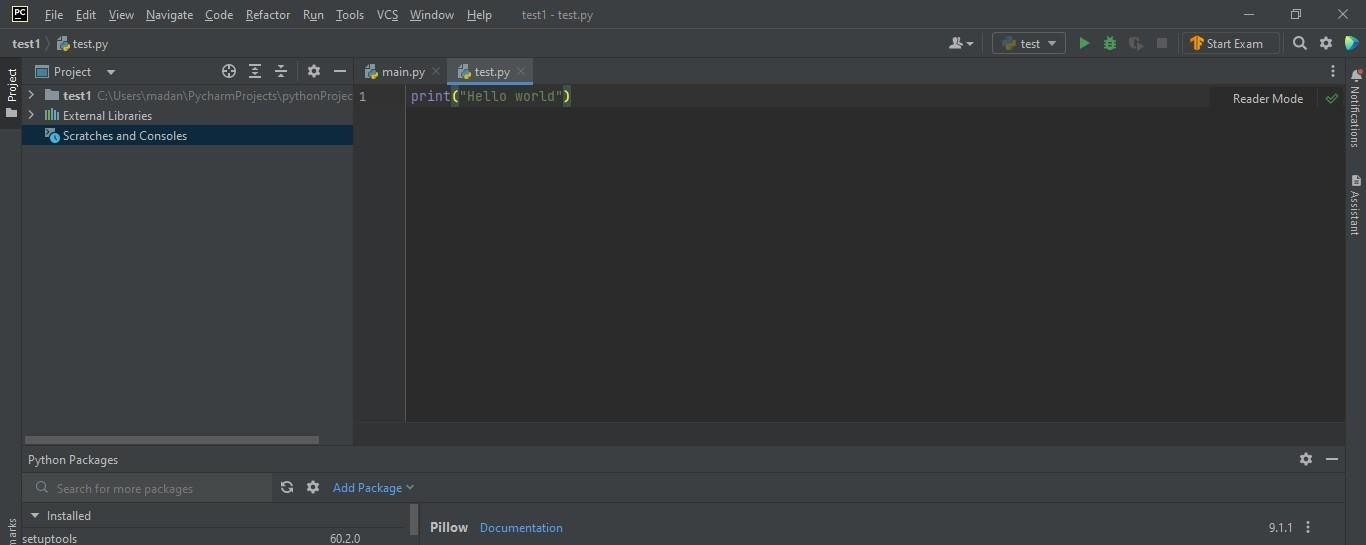 PC File Edit View Navigate Code Refactor Run Tools VCS Window Help test1 - test.py
test1 test.py test Start Exam
Project Project main.py test.py
test1 C:\Users\madan\PycharmProjects\pythonProjec 1 print("Hello world") Reader Mode
External Libraries
Scratches and Consoles
Notifications
Assistant
Python Packages
Search for more packages Add Package
Installed
Pillow Documentation 9.1.1
setuptools 60.2.0
marks